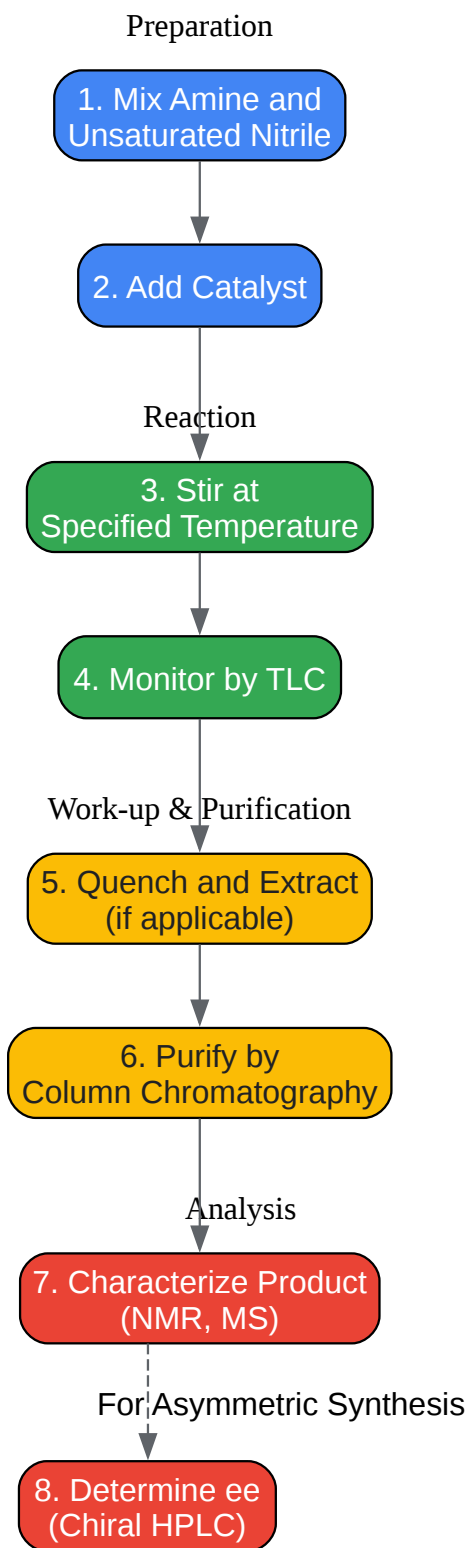 Preparation
1. Mix Amine and
Unsaturated Nitrile
2. Add Catalyst
Reaction
3. Stir at
Specified Temperature
4. Monitor by TLC
Work-up & Purification
5. Quench and Extract
(if applicable)
6. Purify by
Column Chromatography
Analysis
7. Characterize Product
(NMR, MS)
For Asymmetric Synthesis
8. Determine ee
(Chiral HPLC)